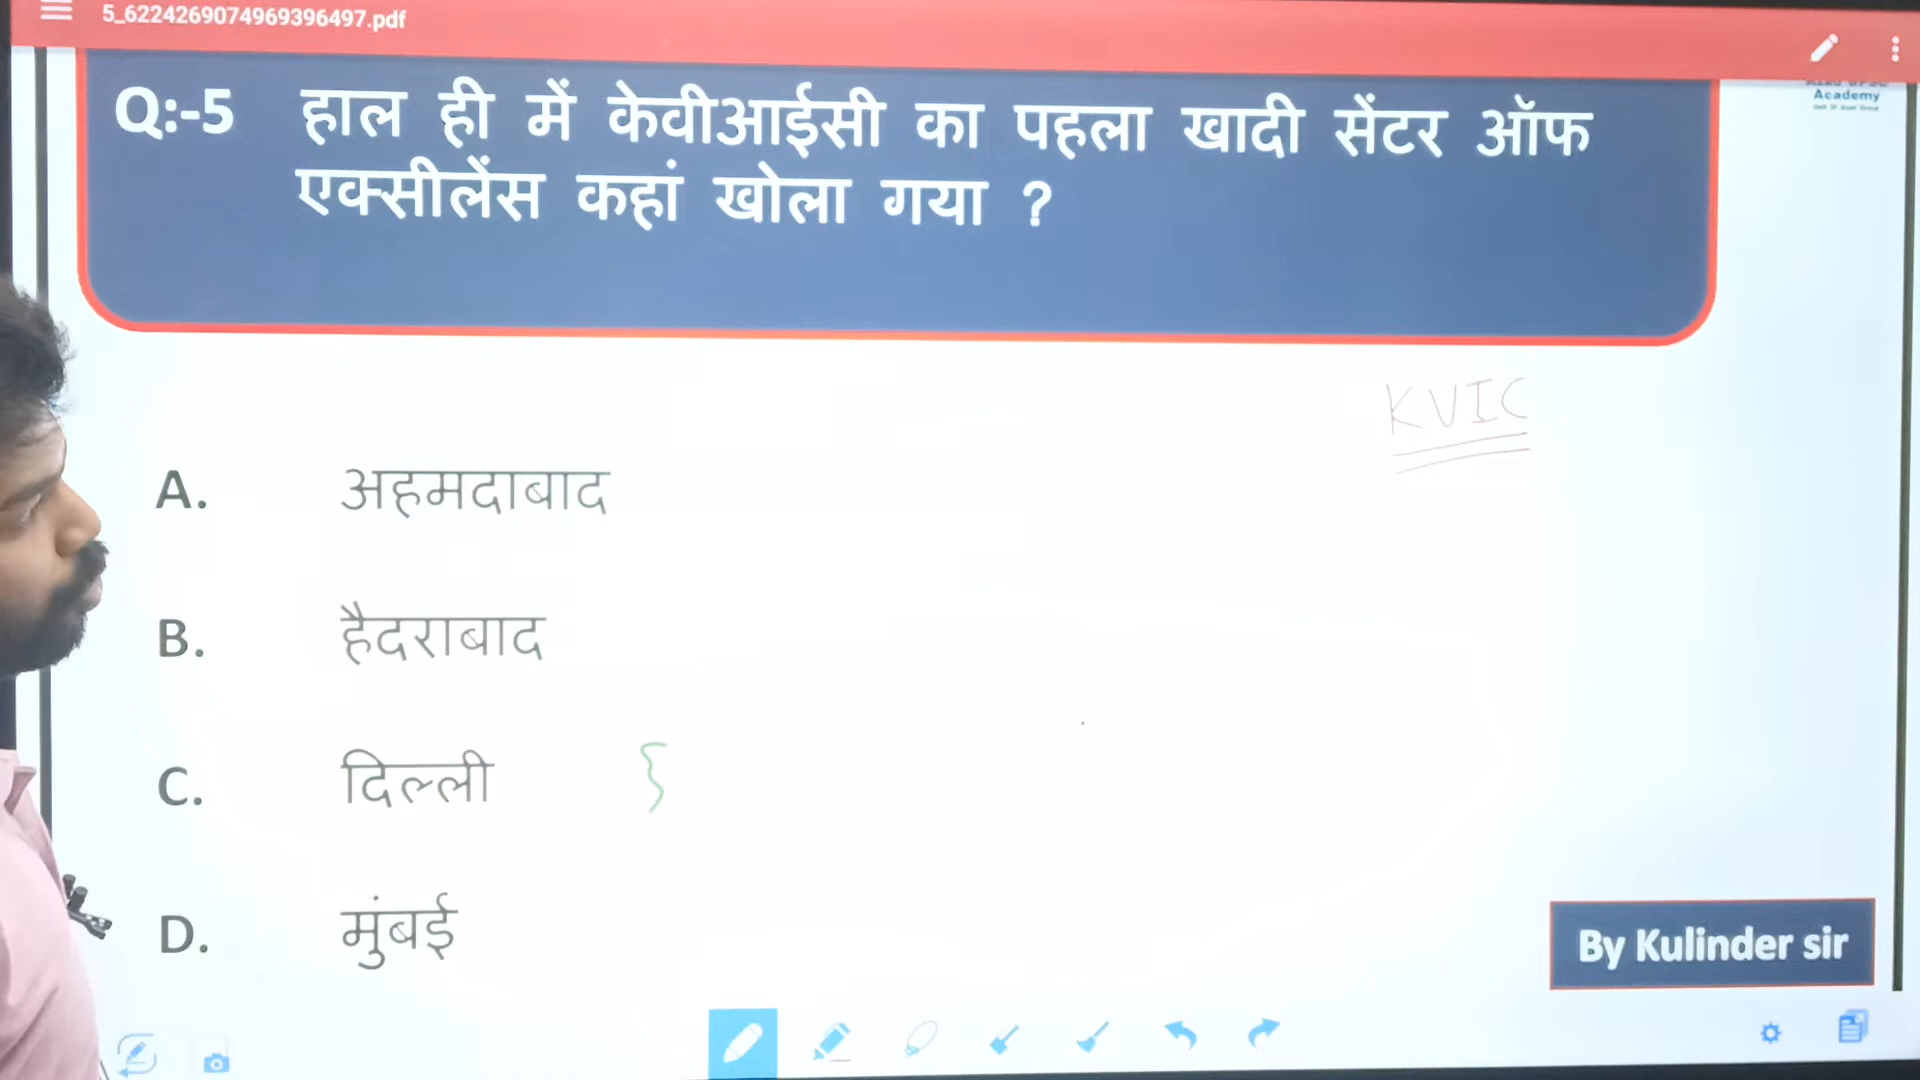 5_6224269074969396497.pdf
Academy
Q:-5 हाल ही में केवीआईसी का पहला खादी सेंटर ऑफ
एक्सीलेंस कहां खोला गया ?
KVIC
A. अहमदाबाद
B. हैदराबाद
C. दिल्ली
D. मुंबई
By Kulinder sir